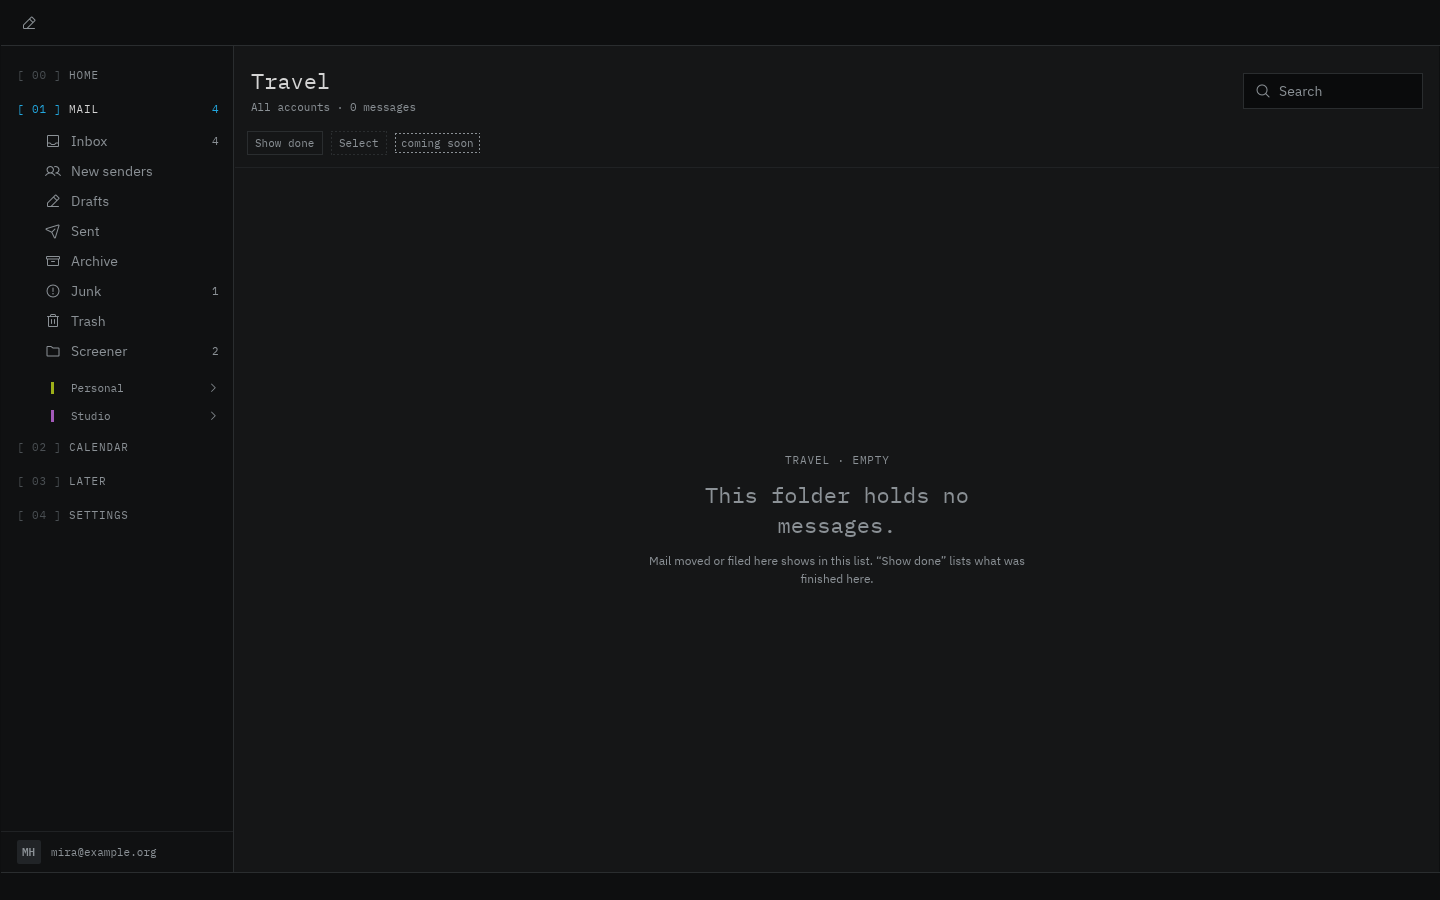 [ 00 ] HOME
[ 01 ] MAIL 4
Inbox 4
New senders
Drafts
Sent
Archive
Junk 1
Trash
Screener 2
Personal
Studio
[ 02 ] CALENDAR
[ 03 ] LATER
[ 04 ] SETTINGS
MH mira@example.org
Travel
All accounts · 0 messages
Search
Show done Select coming soon
TRAVEL · EMPTY
This folder holds no
messages.
Mail moved or filed here shows in this list. “Show done” lists what was
finished here.